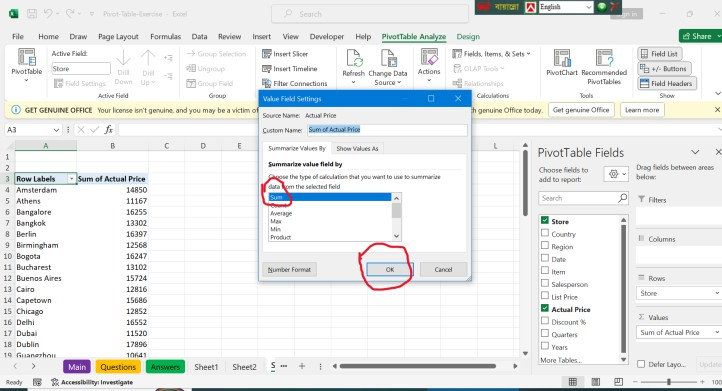 Pivot-Table-Exercise - Excel
Search
বাংলা
English
Sign in
File Home Draw Page Layout Formulas Data Review Insert View Developer Help PivotTable Analyze Design Share
PivotTable
Active Field:
Store
Field Settings
Drill Down
Drill Up
Active Field
Group Selection
Ungroup
Group Field
Insert Slicer
Insert Timeline
Filter Connections
Refresh
Change Data Source
Actions
Fields, Items, & Sets
OLAP Tools
Relationships
Calculations
PivotChart
Recommended PivotTables
Tools
Field List
+/- Buttons
Field Headers
Show
GET GENUINE OFFICE Your license isn't genuine, and you may be a victim of
h genuine Office today. Get genuine Office Learn more
A3
fx
A B C D E L
1
2
3 Row Labels Sum of Actual Price
4 Amsterdam 14850
5 Athens 11167
6 Bangalore 16255
7 Bangkok 13302
8 Berlin 16397
9 Birmingham 12568
10 Bogota 16247
11 Bucharest 13102
12 Buenos Aires 15724
13 Cairo 12816
14 Capetown 15686
15 Chicago 12852
16 Delhi 16552
17 Dubai 11520
18 Dublin 17896
19 Guangzhou 10641
Value Field Settings
Source Name: Actual Price
Custom Name: Sum of Actual Price
Summarize Values By Show Values As
Summarize value field by
Choose the type of calculation that you want to use to summarize
data from the selected field
Sum
Count
Average
Max
Min
Product
Number Format OK Cancel
PivotTable Fields
Choose fields to add to report:
Search
Store
Country
Region
Date
Item
Salesperson
List Price
Actual Price
Discount %
Quarters
Years
More Tables...
Drag fields between areas below:
Filters
Columns
Rows
Store
Values
Sum of Actual Price
Defer Layo... Update
Main Questions Answers Sheet1 Sheet2 S
Ready Accessibility: Investigate 100